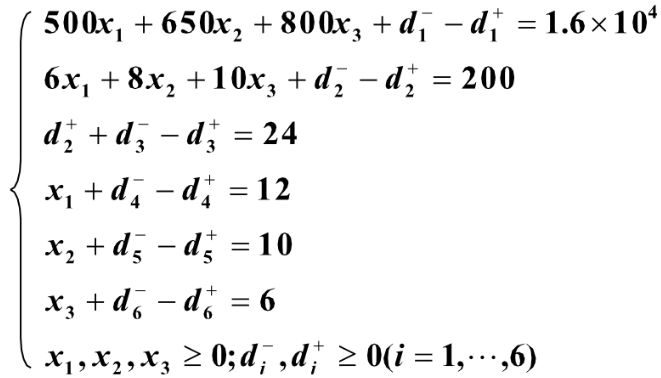 500x₁ + 650x₂ + 800x₃ + d₁⁻ − d₁⁺ = 1.6×10⁴
6x₁ + 8x₂ + 10x₃ + d₂⁻ − d₂⁺ = 200
d₂⁺ + d₃⁻ − d₃⁺ = 24
x₁ + d₄⁻ − d₄⁺ = 12
x₂ + d₅⁻ − d₅⁺ = 10
x₃ + d₆⁻ − d₆⁺ = 6
x₁, x₂, x₃ ≥ 0; dᵢ⁻, dᵢ⁺ ≥ 0(i = 1,⋯,6)